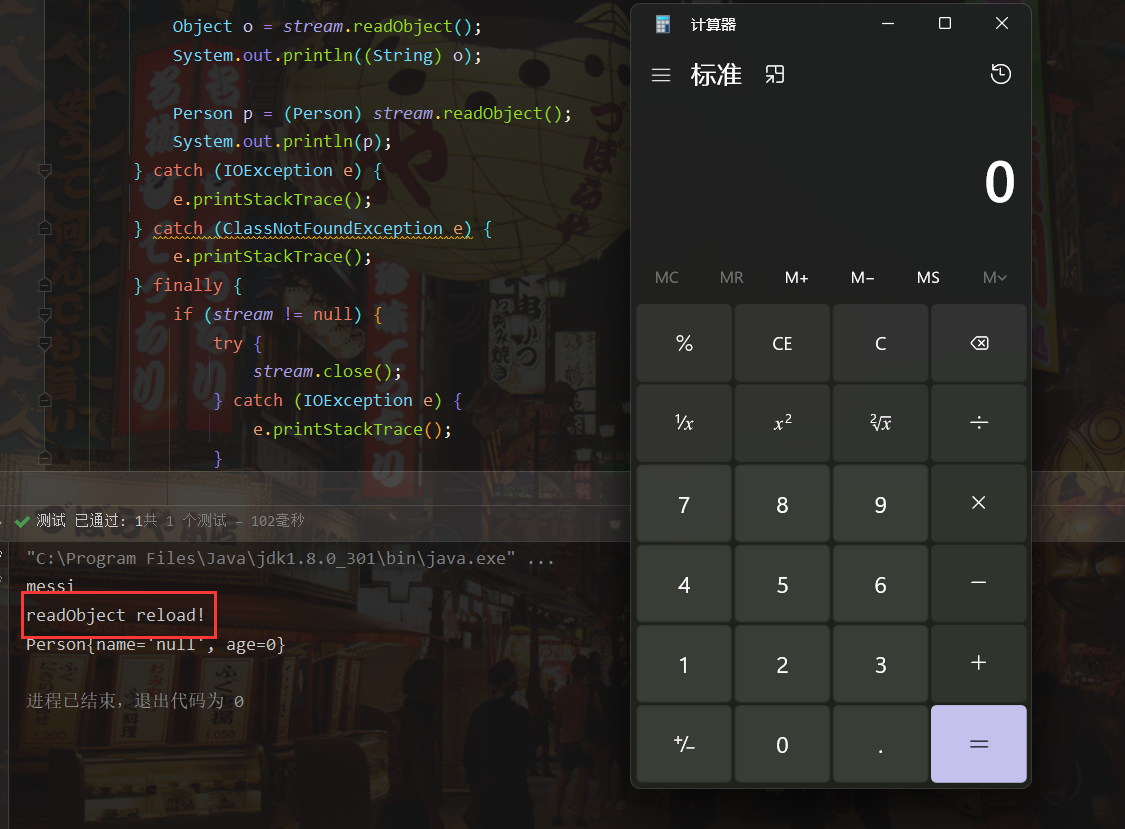 Object o = stream.readObject();
System.out.println((String) o);
Person p = (Person) stream.readObject();
System.out.println(p);
} catch (IOException e) {
e.printStackTrace();
} catch (ClassNotFoundException e) {
e.printStackTrace();
} finally {
if (stream != null) {
try {
stream.close();
} catch (IOException e) {
e.printStackTrace();
}
测试 已通过: 1共 1 个测试 – 102毫秒
"C:\Program Files\Java\jdk1.8.0_301\bin\java.exe" ...
messi
readObject reload!
Person{name='null', age=0}
进程已结束，退出代码为 0
计算器
标准
0
MC MR M+ M− MS M
% CE C
¹/x x² ²√x ÷
7 8 9 ×
4 5 6 −
1 2 3 +
+/− 0 . =